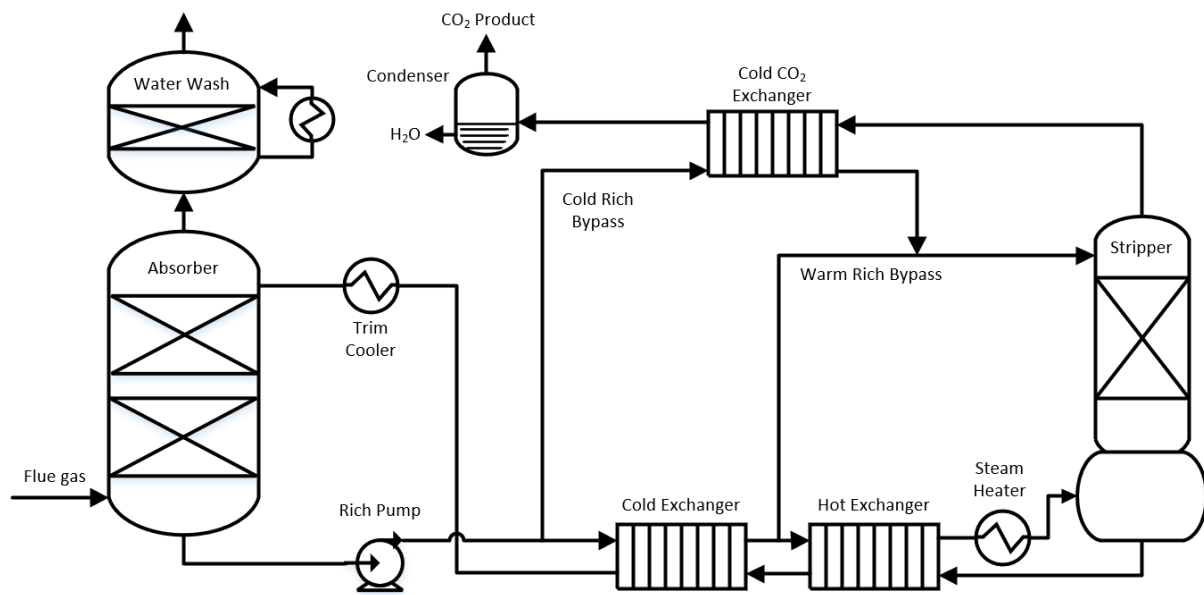 CO₂ Product
Water Wash
Condenser
H₂O
Cold CO₂
Exchanger
Cold Rich
Bypass
Absorber
Stripper
Warm Rich Bypass
Trim
Cooler
Flue gas
Rich Pump
Cold Exchanger
Hot Exchanger
Steam
Heater